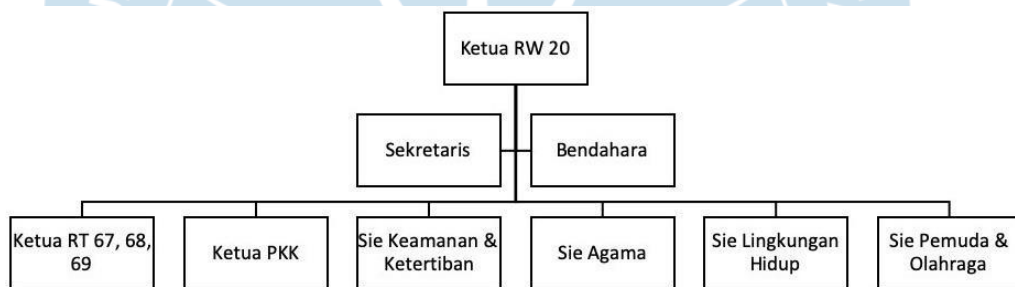 Ketua RW 20
Sekretaris
Bendahara
Ketua RT 67, 68,
69
Ketua PKK
Sie Keamanan &
Ketertiban
Sie Agama
Sie Lingkungan
Hidup
Sie Pemuda &
Olahraga